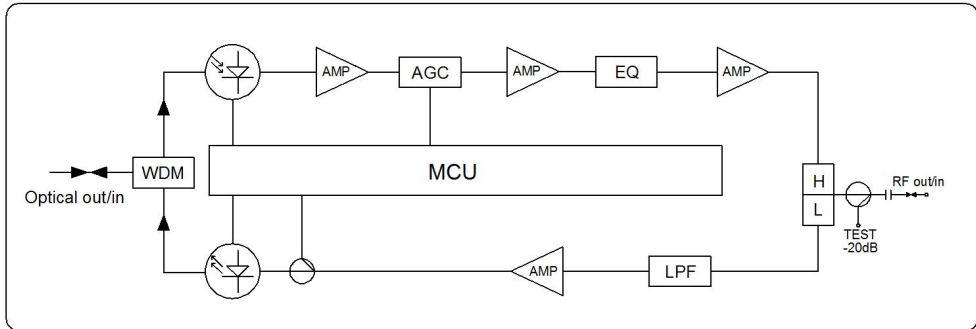 AMP
AGC
AMP
EQ
AMP
WDM
MCU
Optical out/in
H
L
RF out/in
TEST
-20dB
AMP
LPF